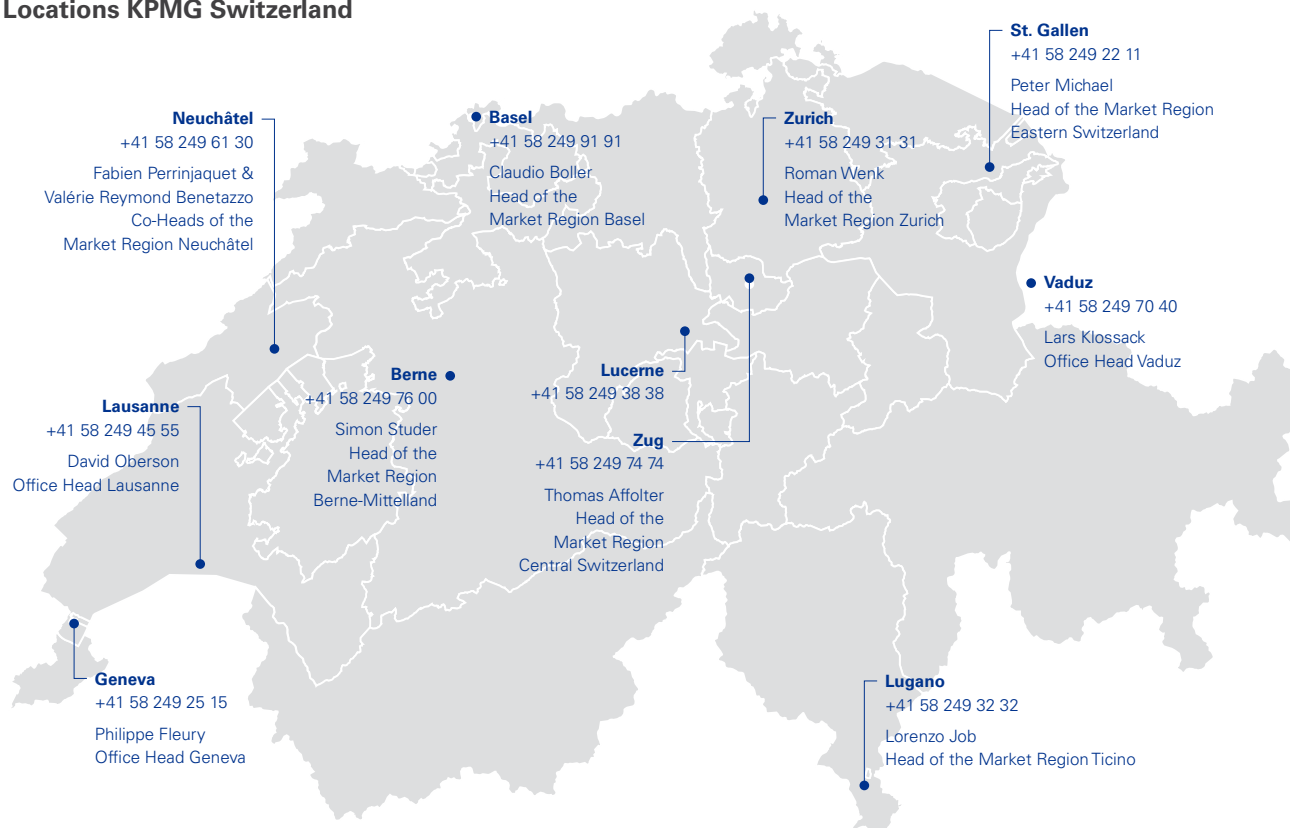 Locations KPMG Switzerland
St. Gallen
+41 58 249 22 11
Peter Michael
Head of the Market Region
Eastern Switzerland
Neuchâtel
+41 58 249 61 30
Fabien Perrinjaquet &
Valérie Reymond Benetazzo
Co-Heads of the
Market Region Neuchâtel
Basel
+41 58 249 91 91
Claudio Boller
Head of the
Market Region Basel
Zurich
+41 58 249 31 31
Roman Wenk
Head of the
Market Region Zurich
Vaduz
+41 58 249 70 40
Lars Klossack
Office Head Vaduz
Berne
+41 58 249 76 00
Simon Studer
Head of the
Market Region
Berne-Mittelland
Lucerne
+41 58 249 38 38
Lausanne
+41 58 249 45 55
David Oberson
Office Head Lausanne
Zug
+41 58 249 74 74
Thomas Affolter
Head of the
Market Region
Central Switzerland
Geneva
+41 58 249 25 15
Philippe Fleury
Office Head Geneva
Lugano
+41 58 249 32 32
Lorenzo Job
Head of the Market Region Ticino